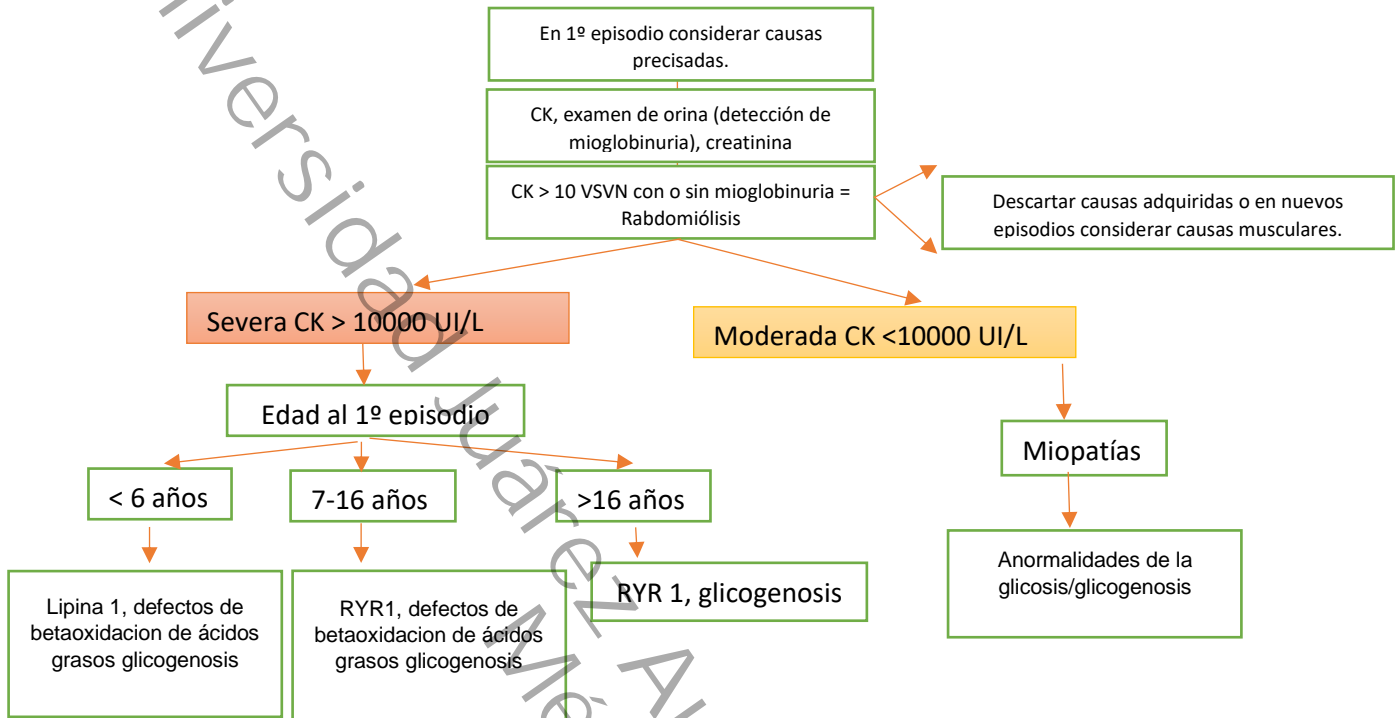 En 1º episodio considerar causas
precisadas.
CK, examen de orina (detección de
mioglobinuria), creatinina
CK > 10 VSVN con o sin mioglobinuria =
Rabdomiólisis
Descartar causas adquiridas o en nuevos
episodios considerar causas musculares.
Severa CK > 10000 UI/L
Moderada CK <10000 UI/L
Edad al 1º episodio
Miopatías
< 6 años
7-16 años
>16 años
Anormalidades de la
glicosis/glicogenosis
Lipina 1, defectos de
betaoxidacion de ácidos
grasos glicogenosis
RYR1, defectos de
betaoxidacion de ácidos
grasos glicogenosis
RYR 1, glicogenosis
Juárez